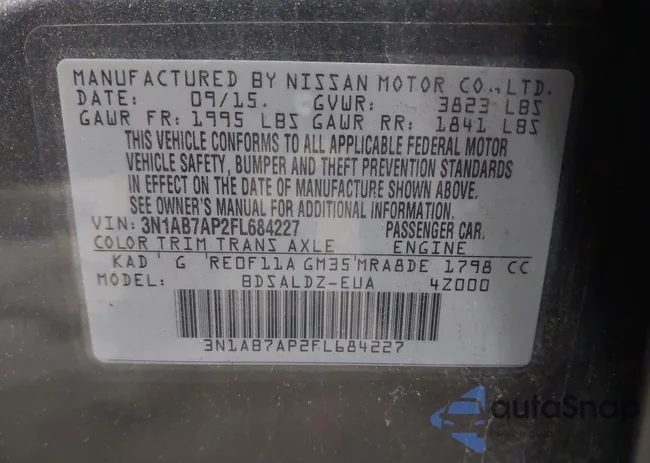 MANUFACTURED BY NISSAN MOTOR CO., LTD.
DATE: 09/15. GVWR: 3823 LBS
GAWR FR: 1995 LBS GAWR RR: 1841 LBS
THIS VEHICLE CONFORMS TO ALL APPLICABLE FEDERAL MOTOR
VEHICLE SAFETY, BUMPER AND THEFT PREVENTION STANDARDS
IN EFFECT ON THE DATE OF MANUFACTURE SHOWN ABOVE.
SEE OWNER'S MANUAL FOR ADDITIONAL INFORMATION.
VIN: 3N1AB7AP2FL684227 PASSENGER CAR.
COLOR TRIM TRANS AXLE ENGINE
KAD ' G 'RE0F11A GM35'MRA8DE 1798 CC
MODEL: BDSALDZ-EUA 4Z000
3N1AB7AP2FL684227
autoSnap